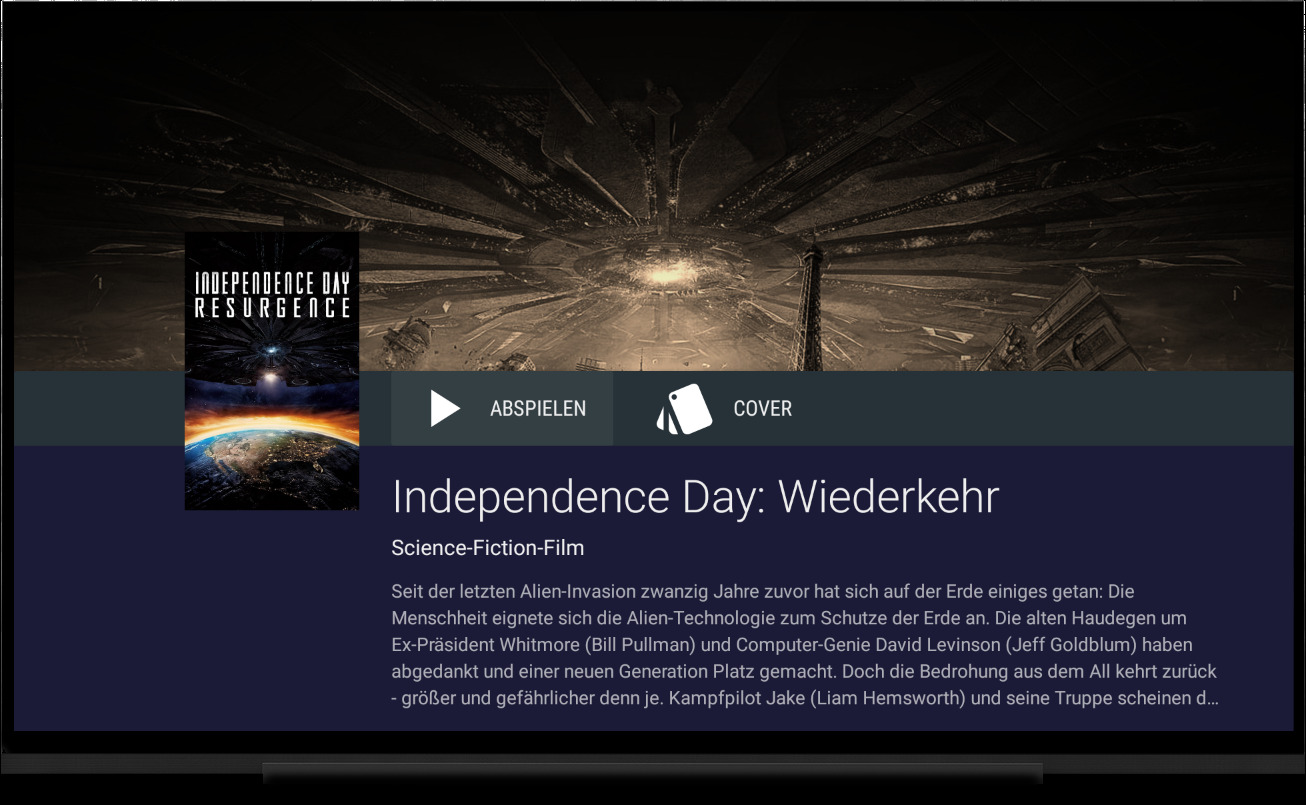 INDEPENDENCE DAY
RESURGENCE
ABSPIELEN
COVER
Independence Day: Wiederkehr
Science-Fiction-Film
Seit der letzten Alien-Invasion zwanzig Jahre zuvor hat sich auf der Erde einiges getan: Die
Menschheit eignete sich die Alien-Technologie zum Schutze der Erde an. Die alten Haudegen um
Ex-Präsident Whitmore (Bill Pullman) und Computer-Genie David Levinson (Jeff Goldblum) haben
abgedankt und einer neuen Generation Platz gemacht. Doch die Bedrohung aus dem All kehrt zurück
- größer und gefährlicher denn je. Kampfpilot Jake (Liam Hemsworth) und seine Truppe scheinen d…